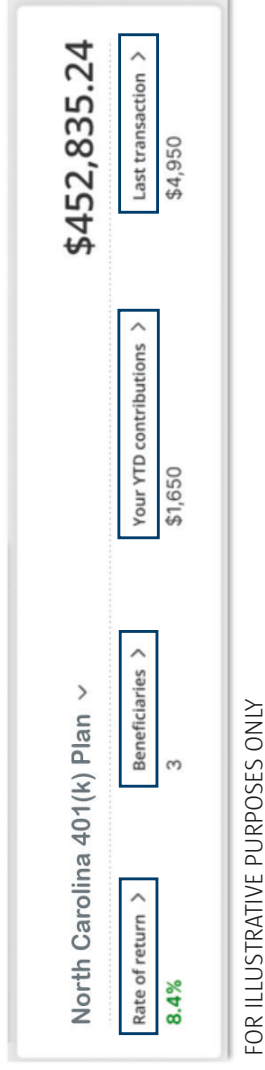 North Carolina 401(k) Plan $452,835.24
Rate of return > Beneficiaries > Your YTD contributions > Last transaction >
8.4% 3 $1,650 $4,950
FOR ILLUSTRATIVE PURPOSES ONLY